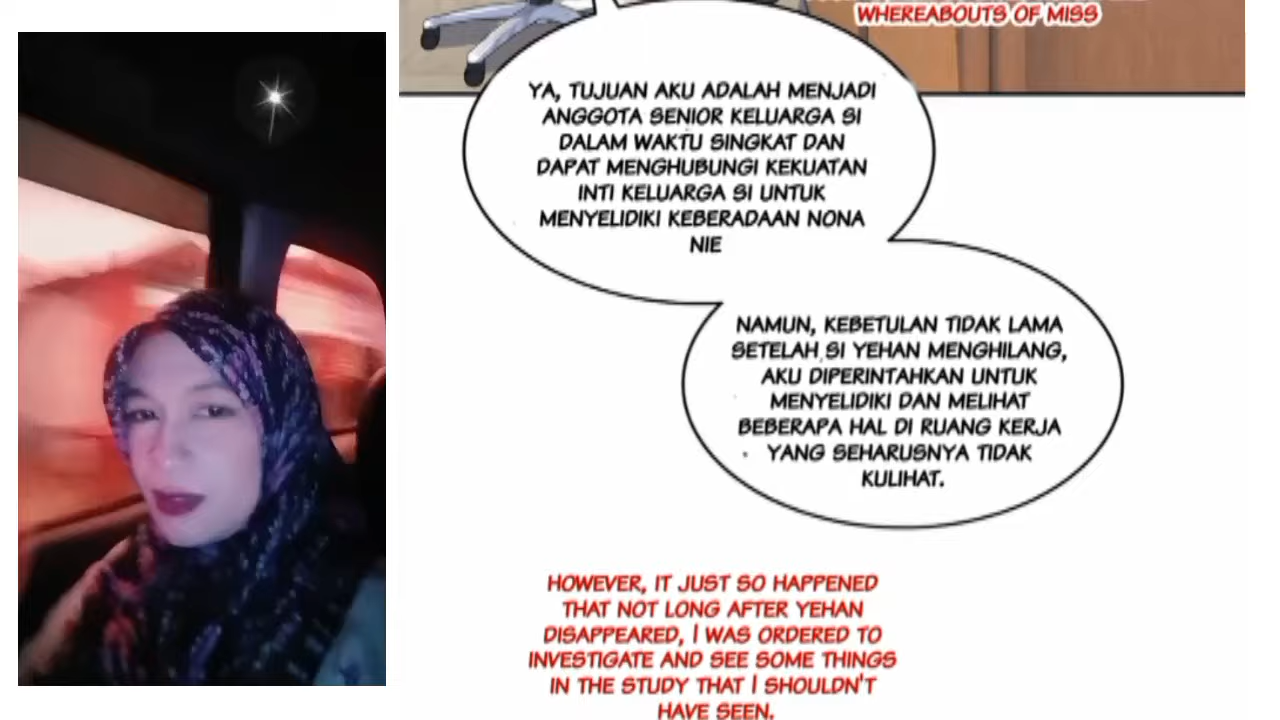 WHEREABOUTS OF MISS
YA, TUJUAN AKU ADALAH MENJADI
ANGGOTA SENIOR KELUARGA SI
DALAM WAKTU SINGKAT DAN
DAPAT MENGHUBUNGI KEKUATAN
INTI KELUARGA SI UNTUK
MENYELIDIKI KEBERADAAN NONA
NIE
NAMUN, KEBETULAN TIDAK LAMA
SETELAH SI YEHAN MENGHILANG,
AKU DIPERINTAHKAN UNTUK
MENYELIDIKI DAN MELIHAT
BEBERAPA HAL DI RUANG KERJA
YANG SEHARUSNYA TIDAK
KULIHAT.
HOWEVER, IT JUST SO HAPPENED
THAT NOT LONG AFTER YEHAN
DISAPPEARED, I WAS ORDERED TO
INVESTIGATE AND SEE SOME THINGS
IN THE STUDY THAT I SHOULDN'T
HAVE SEEN.